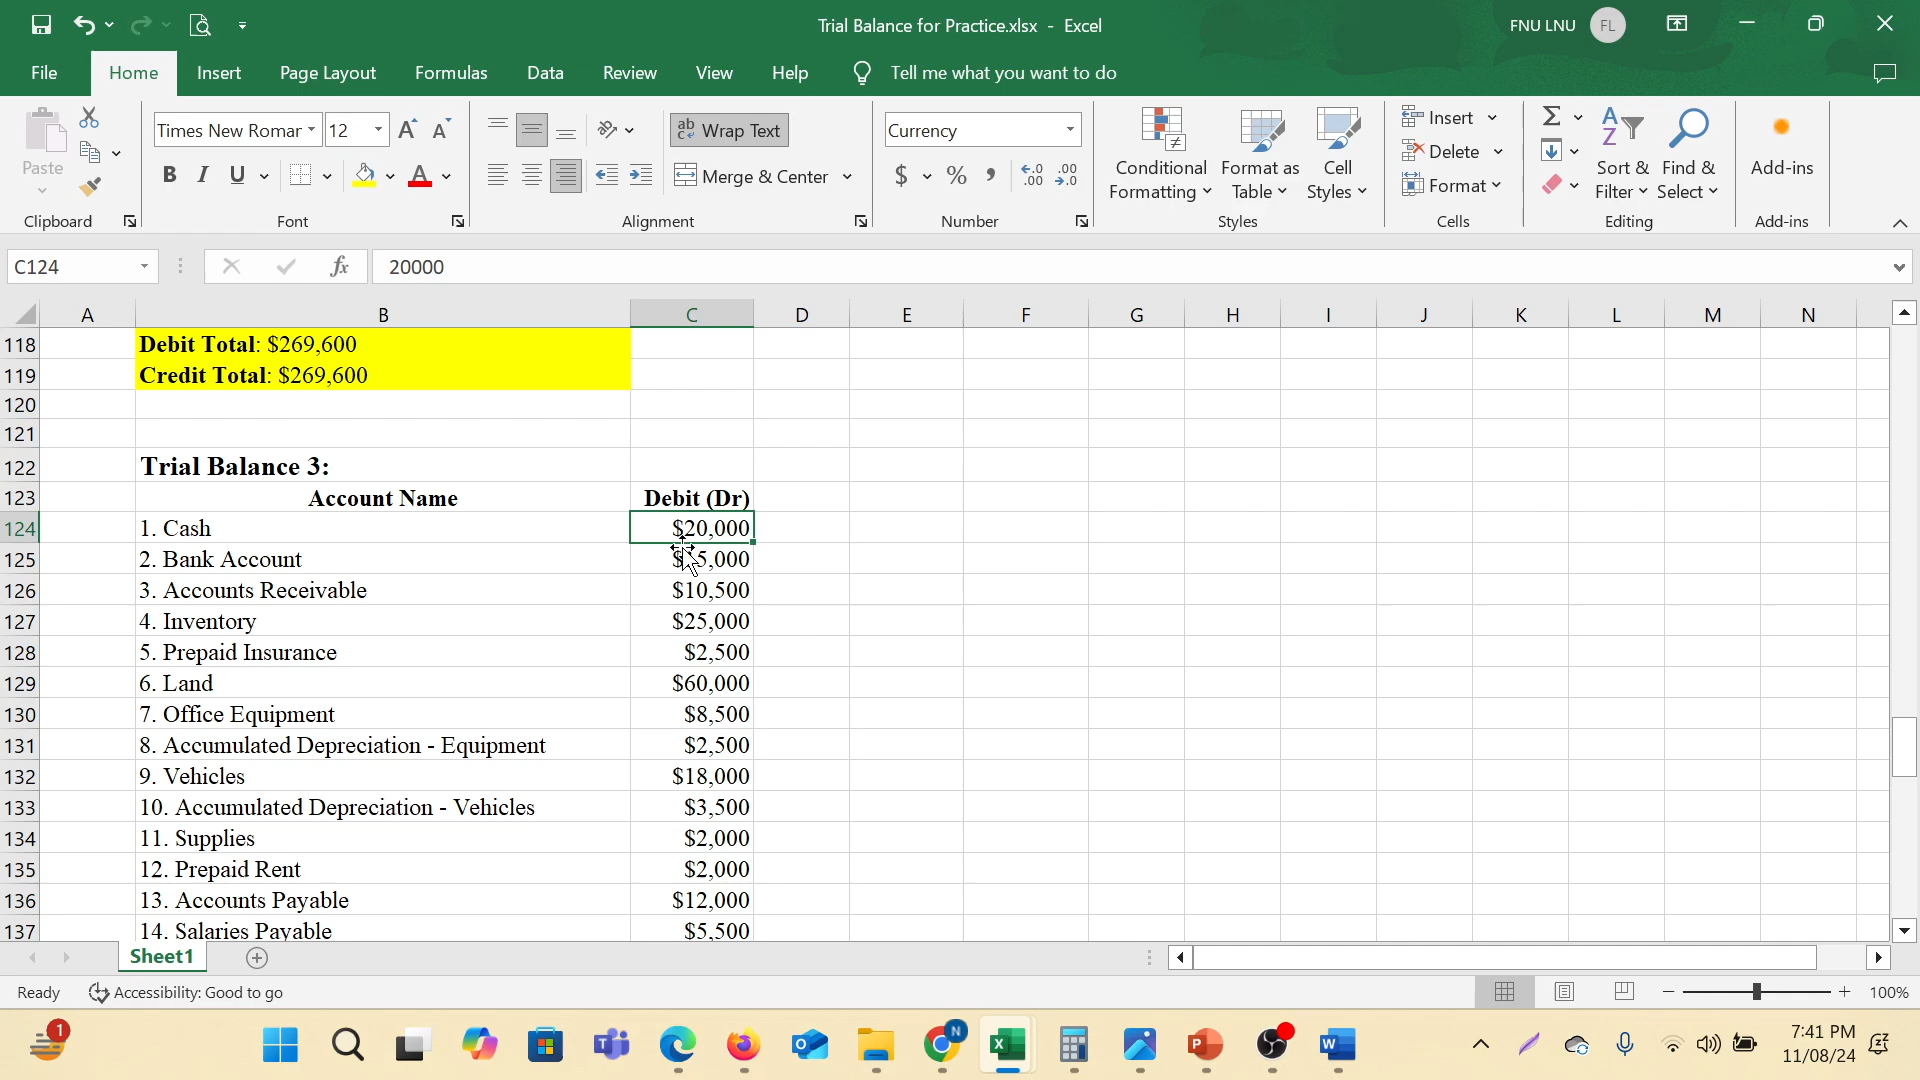 Trial Balance for Practice.xlsx - Excel
FNU LNU FL
File Home Insert Page Layout Formulas Data Review View Help Tell me what you want to do
Paste
Clipboard
Times New Roman 12
B I U A
Font
ab Wrap Text
Merge & Center
Alignment
Currency
$ % 9 .00 .00
Number
Conditional Formatting
Format as Table
Cell Styles
Styles
Insert
Delete
Format
Cells
Sort & Filter
Find & Select
Editing
Add-ins
Add-ins
C124 fx 20000
A B C D E F G H I J K L M N
118 Debit Total: $269,600
119 Credit Total: $269,600
120
121
122 Trial Balance 3:
123 Account Name Debit (Dr)
124 1. Cash $20,000
125 2. Bank Account 5,000
126 3. Accounts Receivable $10,500
127 4. Inventory $25,000
128 5. Prepaid Insurance $2,500
129 6. Land $60,000
130 7. Office Equipment $8,500
131 8. Accumulated Depreciation - Equipment $2,500
132 9. Vehicles $18,000
133 10. Accumulated Depreciation - Vehicles $3,500
134 11. Supplies $2,000
135 12. Prepaid Rent $2,000
136 13. Accounts Payable $12,000
137 14. Salaries Payable $5,500
Sheet1
Ready Accessibility: Good to go 100%
1
N
7:41 PM
11/08/24